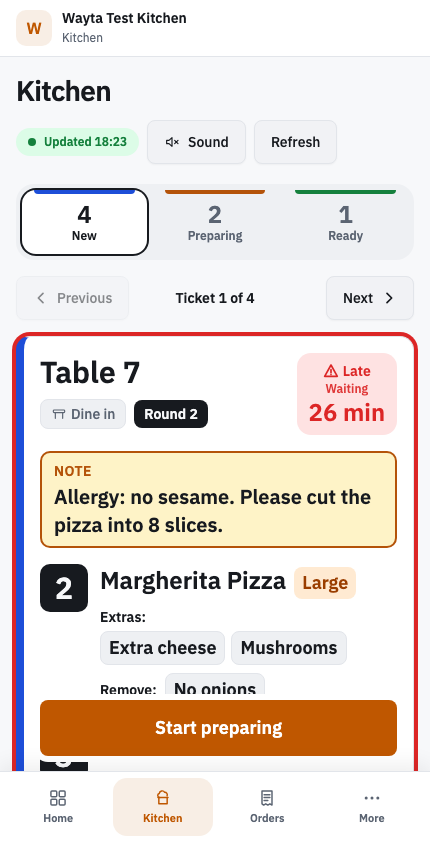 W
Wayta Test Kitchen
Kitchen
Kitchen
Updated 18:23
Sound
Refresh
4
New
2
Preparing
1
Ready
Previous
Ticket 1 of 4
Next
Table 7
Dine in
Round 2
Late
Waiting
26 min
NOTE
Allergy: no sesame. Please cut the
pizza into 8 slices.
2
Margherita Pizza
Large
Extras:
Extra cheese
Mushrooms
Remove:
No onions
Start preparing
Home
Kitchen
Orders
More